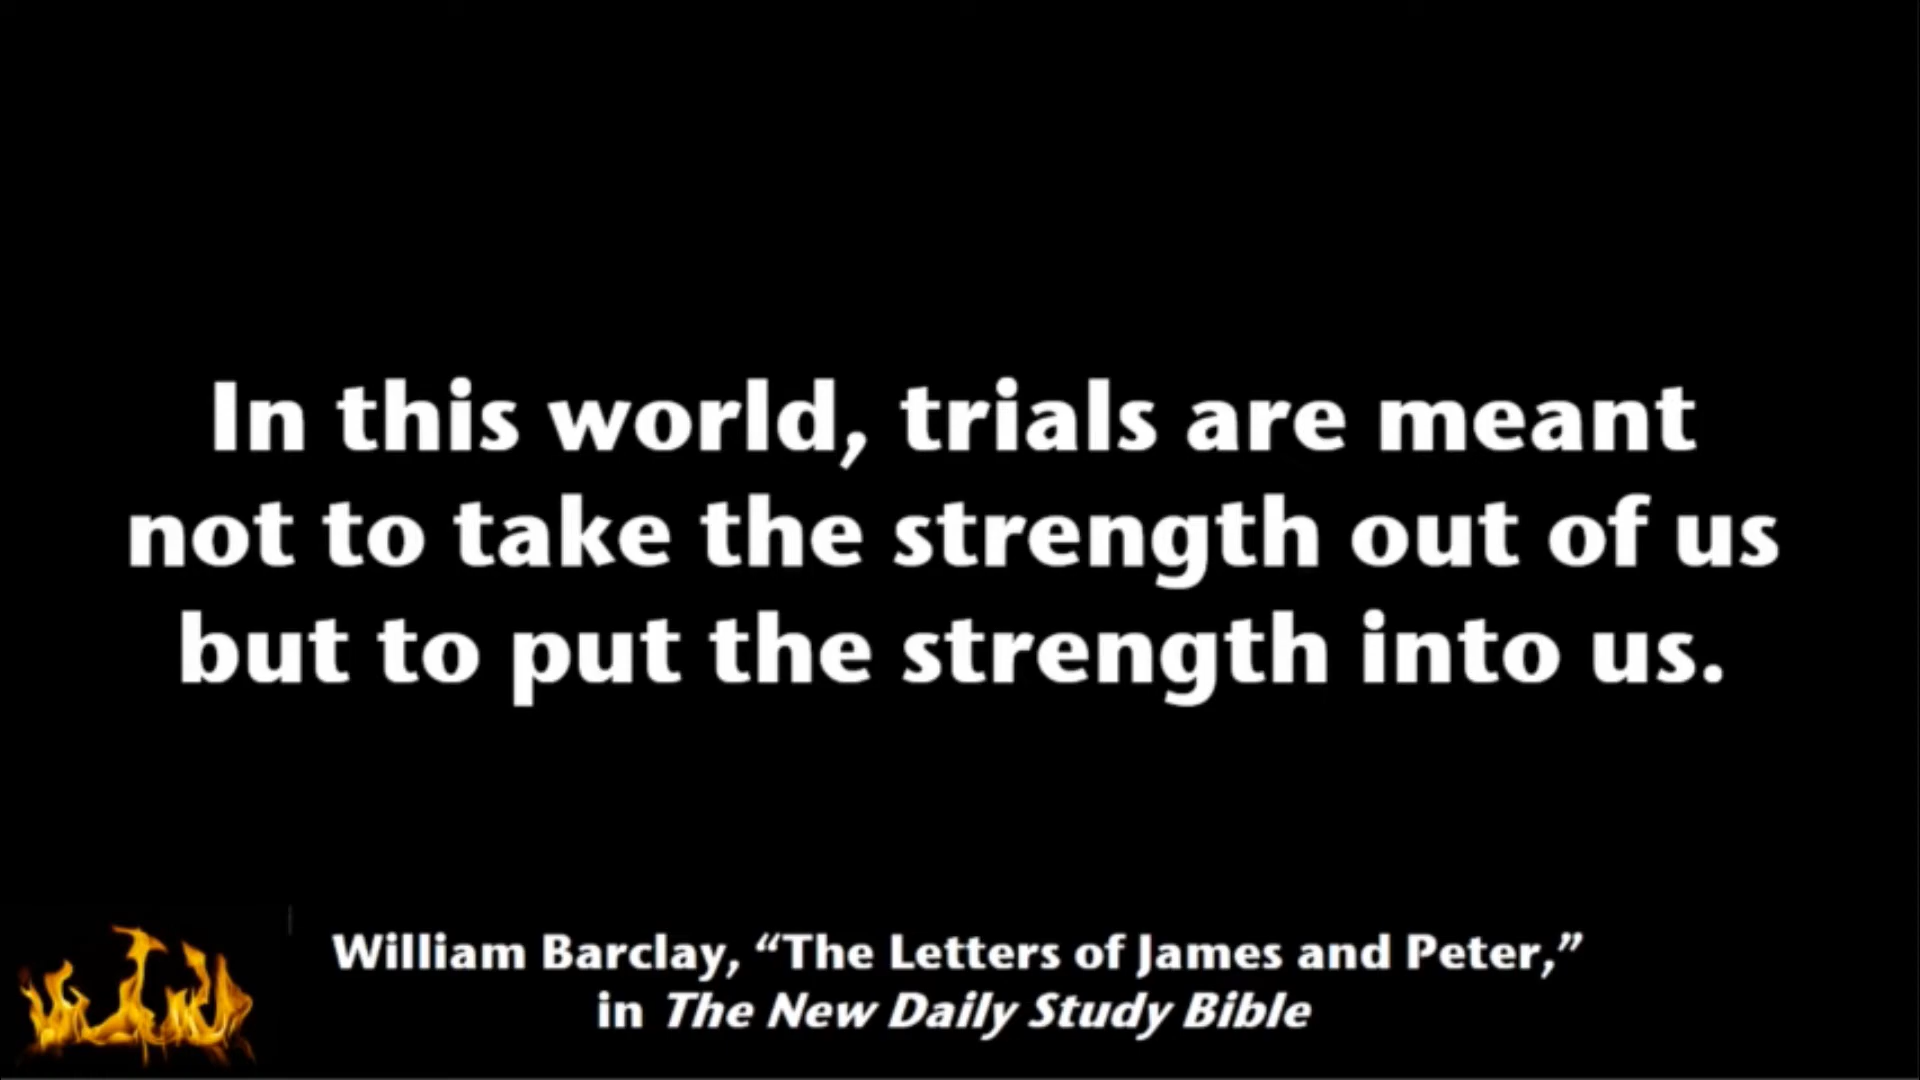 In this world, trials are meant
not to take the strength out of us
but to put the strength into us.
William Barclay, “The Letters of James and Peter,”
in The New Daily Study Bible